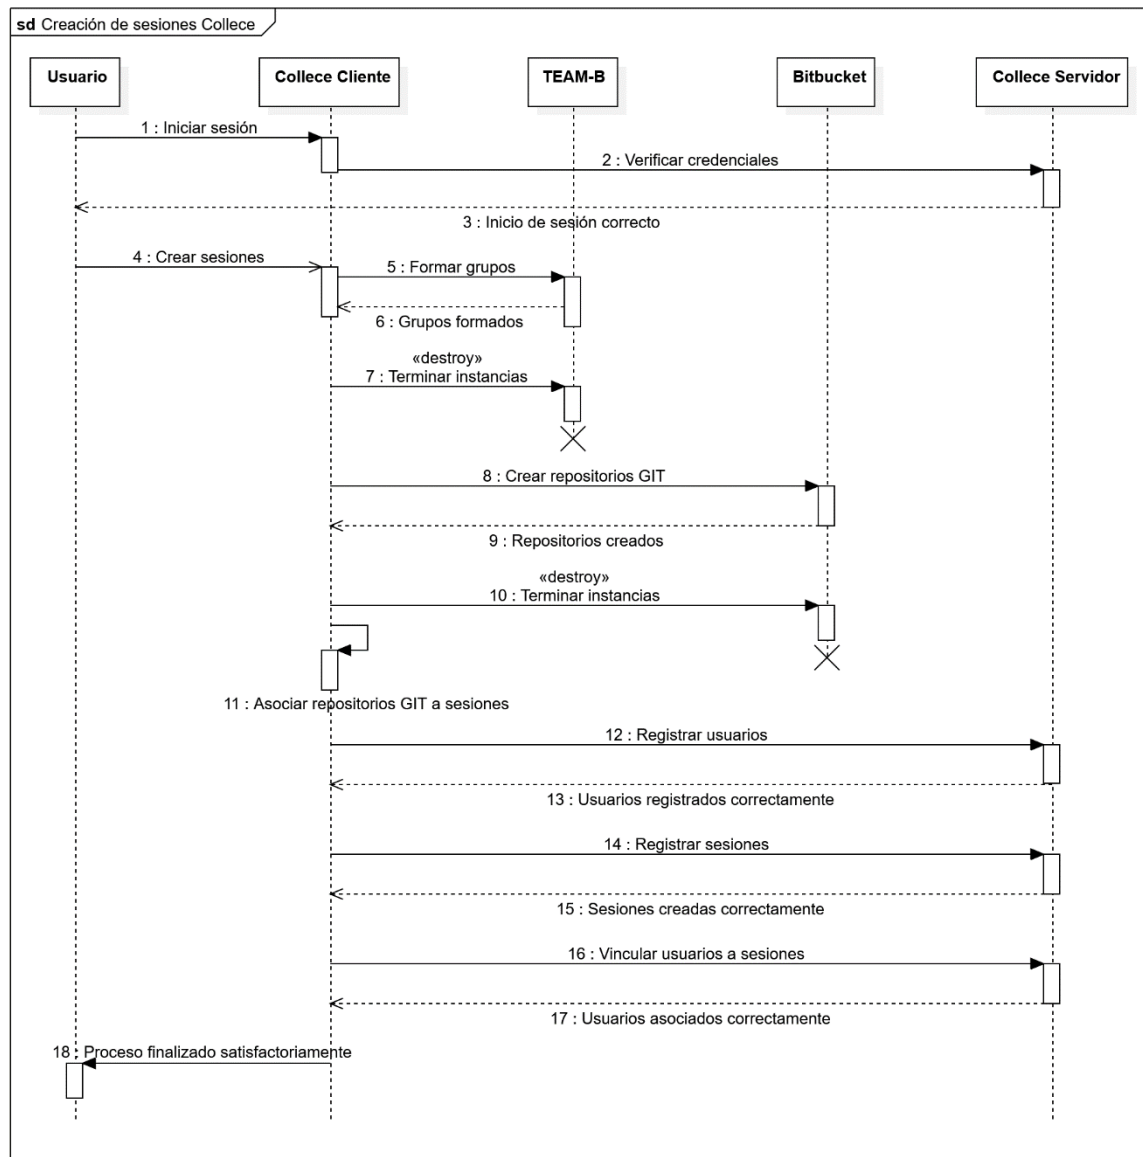 sd Creación de sesiones Collece
Usuario
Collece Cliente
TEAM-B
Bitbucket
Collece Servidor
1 : Iniciar sesión
2 : Verificar credenciales
3 : Inicio de sesión correcto
4 : Crear sesiones
5 : Formar grupos
6 : Grupos formados
«destroy»
7 : Terminar instancias
8 : Crear repositorios GIT
9 : Repositorios creados
«destroy»
10 : Terminar instancias
11 : Asociar repositorios GIT a sesiones
12 : Registrar usuarios
13 : Usuarios registrados correctamente
14 : Registrar sesiones
15 : Sesiones creadas correctamente
16 : Vincular usuarios a sesiones
17 : Usuarios asociados correctamente
18 : Proceso finalizado satisfactoriamente